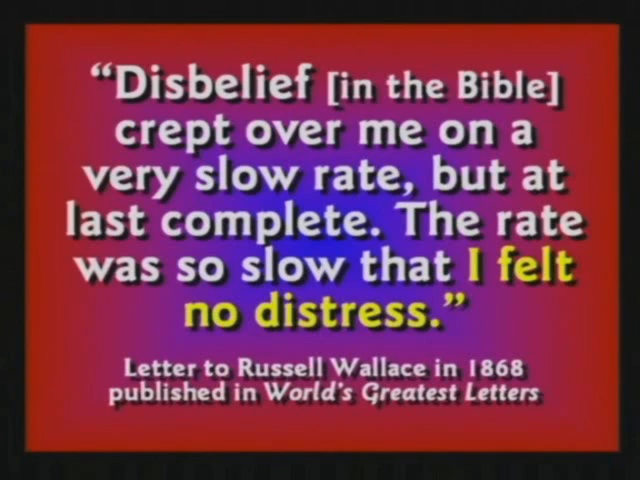 “Disbelief [in the Bible]
crept over me on a
very slow rate, but at
last complete. The rate
was so slow that I felt
no distress.”
Letter to Russell Wallace in 1868
published in World's Greatest Letters